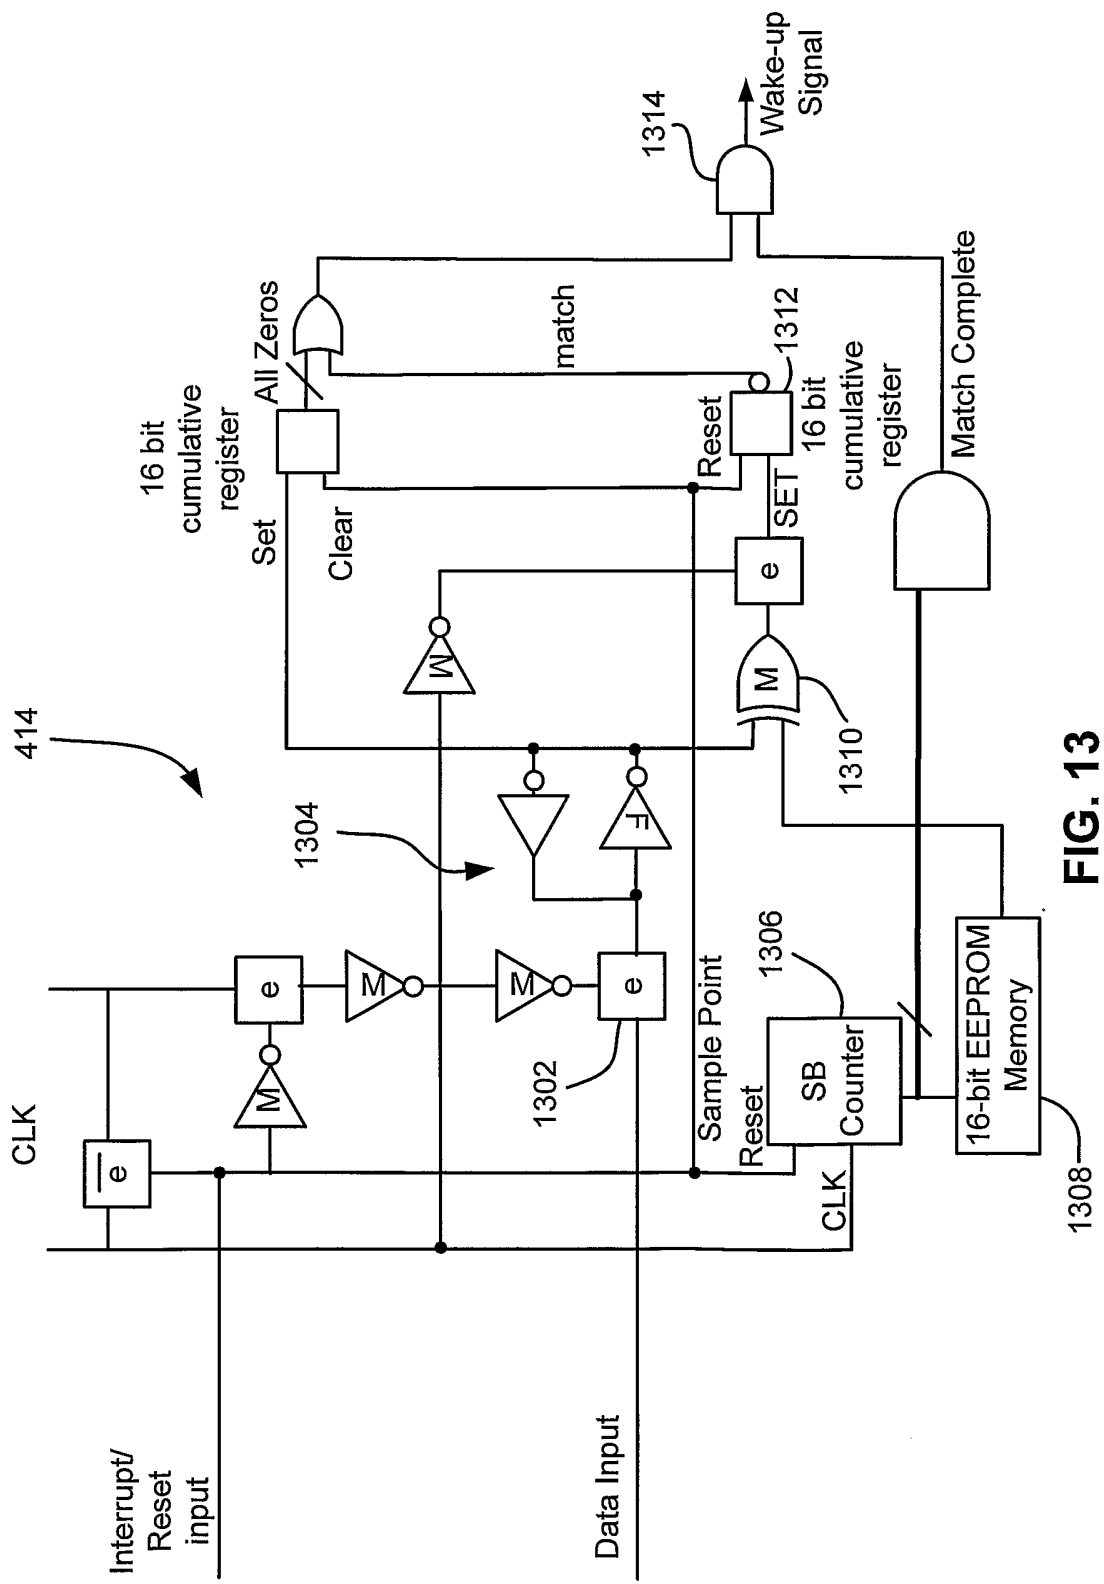 414
CLK
Interrupt/
Reset
input
Data Input
e
e
M
M
M
e
1302
1304
F
M
Set
Clear
16 bit
cumulative
register
All Zeros
match
1314
Wake-up
Signal
Sample Point
Reset
CLK
SB
Counter
1306
16-bit EEPROM
Memory
1308
M
1310
e
SET
Reset
1312
16 bit
cumulative
register
Match Complete
FIG. 13